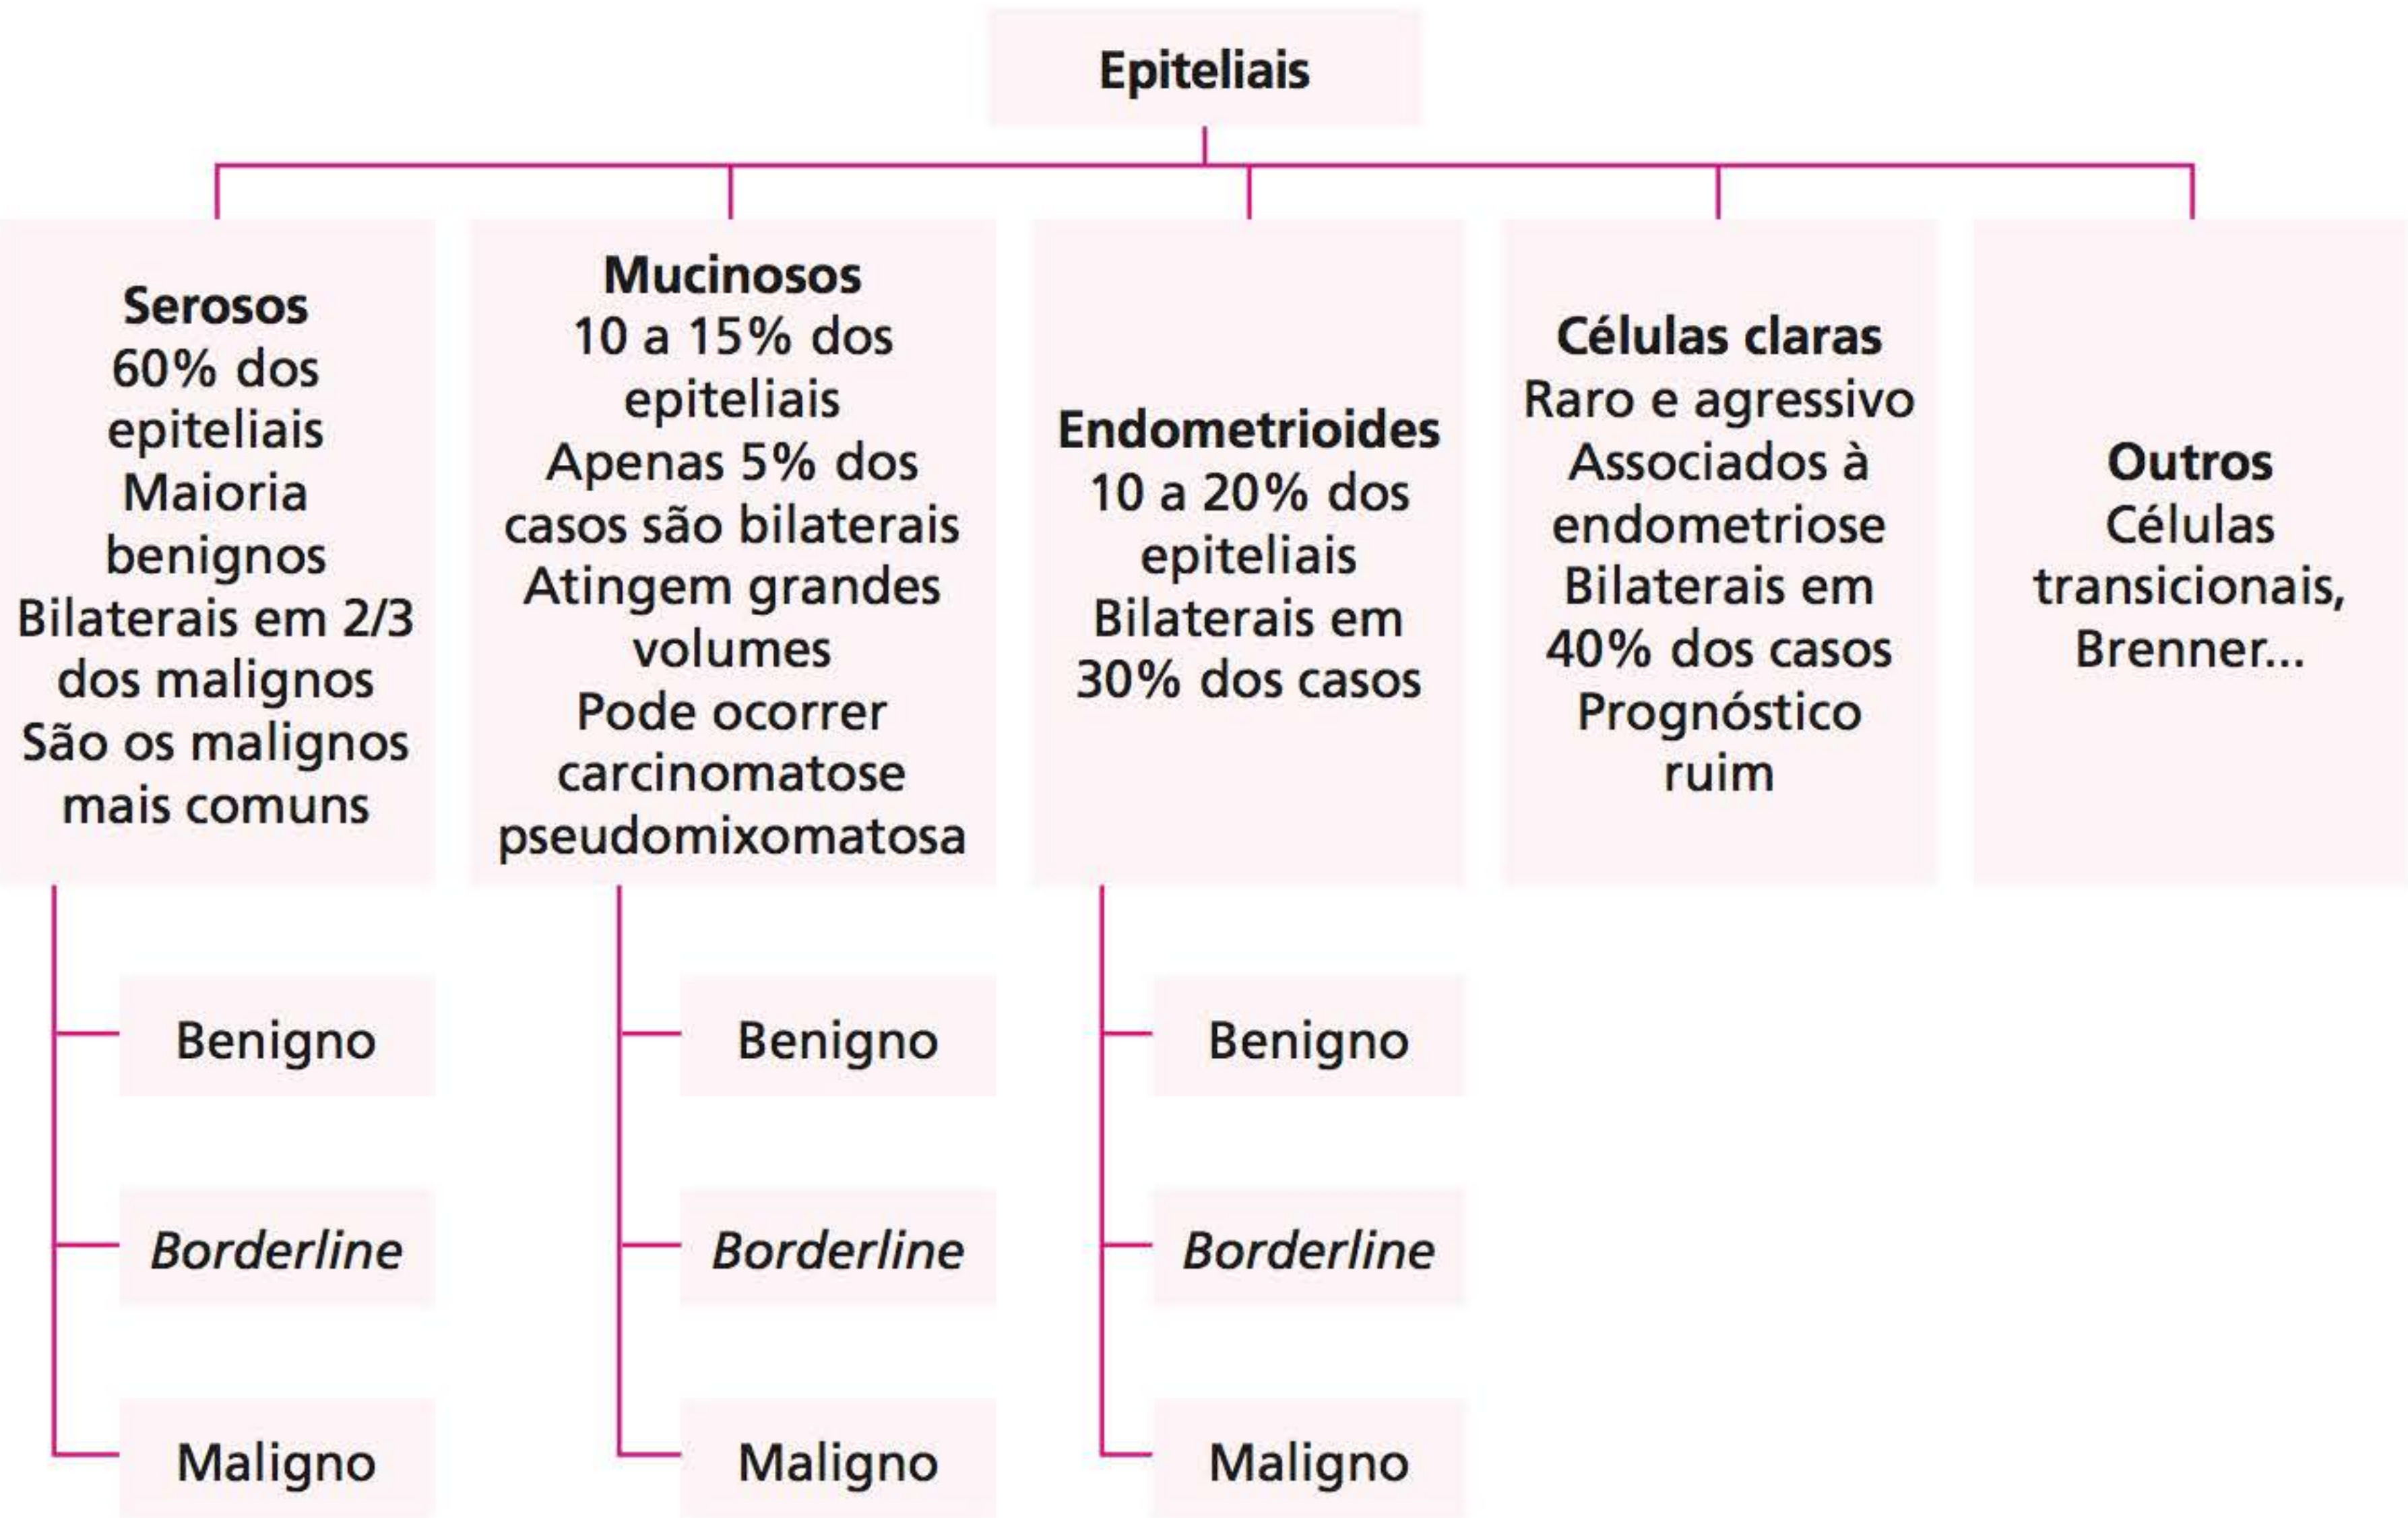 Epiteliais
Serosos
60% dos
epiteliais
Maioria
benignos
Bilaterais em 2/3
dos malignos
São os malignos
mais comuns
Mucinosos
10 a 15% dos
epiteliais
Apenas 5% dos
casos são bilaterais
Atingem grandes
volumes
Pode ocorrer
carcinomatose
pseudomixomatosa
Endometrioides
10 a 20% dos
epiteliais
Bilaterais em
30% dos casos
Células claras
Raro e agressivo
Associados à
endometriose
Bilaterais em
40% dos casos
Prognóstico
ruim
Outros
Células
transicionais,
Brenner...
Benigno
Borderline
Maligno
Benigno
Borderline
Maligno
Benigno
Borderline
Maligno